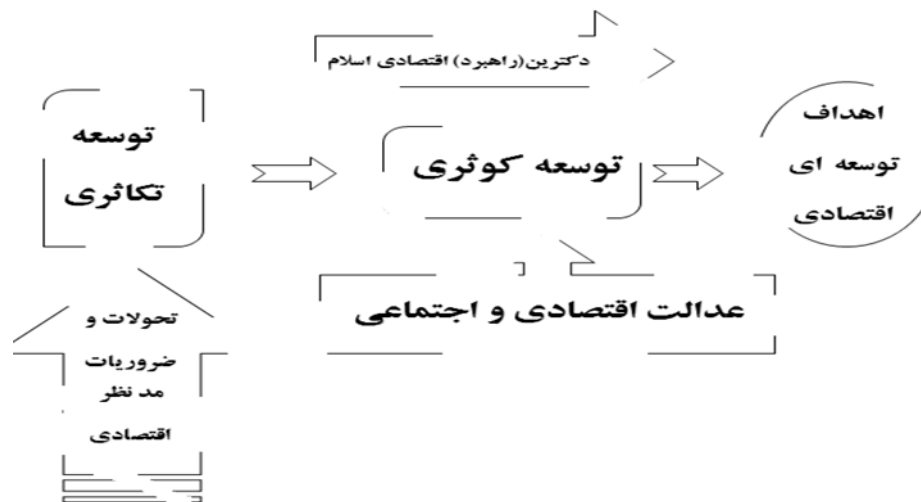 دکترین(راهبرد) اقتصادی اسلام
توسعه
تکاثری
توسعه کوثری
اهداف
توسعه ای
اقتصادی
عدالت اقتصادی و اجتماعی
تحولات و
ضروریات
مد نظر
اقتصادی